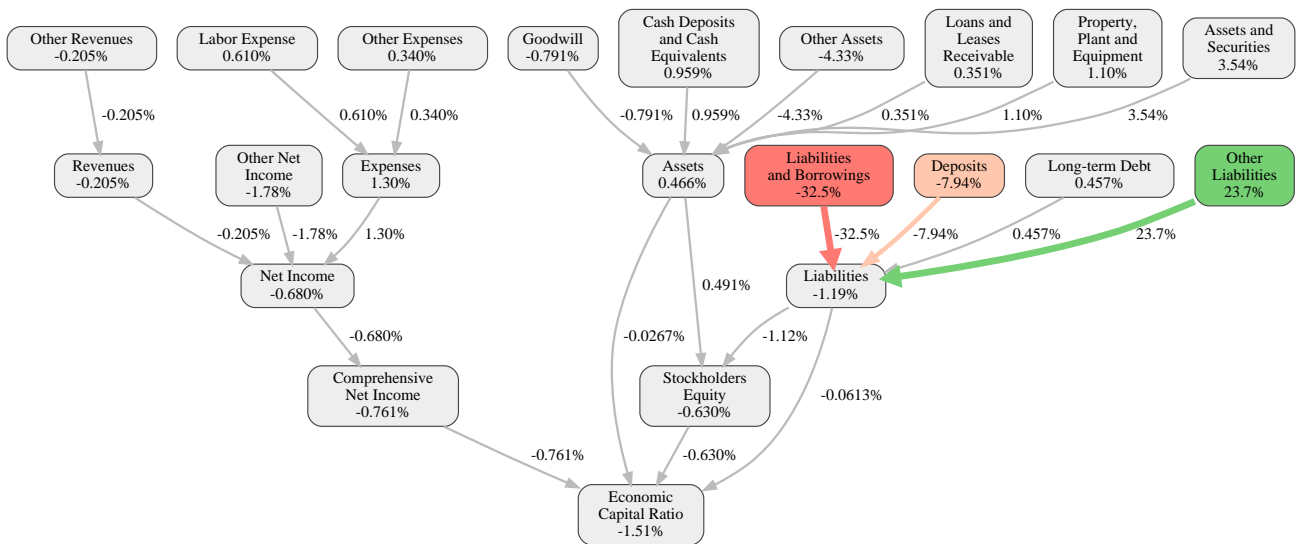 Other Revenues
-0.205%
Labor Expense
0.610%
Other Expenses
0.340%
Goodwill
-0.791%
Cash Deposits
and Cash
Equivalents
0.959%
Other Assets
-4.33%
Loans and
Leases
Receivable
0.351%
Property,
Plant and
Equipment
1.10%
Assets and
Securities
3.54%
-0.205%
0.610%
0.340%
-0.791%
0.959%
-4.33%
0.351%
1.10%
3.54%
Revenues
-0.205%
Other Net
Income
-1.78%
Expenses
1.30%
Assets
0.466%
Liabilities
and Borrowings
-32.5%
Deposits
-7.94%
Long-term Debt
0.457%
Other
Liabilities
23.7%
-0.205%
-1.78%
1.30%
-32.5%
-7.94%
0.457%
23.7%
Net Income
-0.680%
0.491%
Liabilities
-1.19%
-0.680%
-0.0267%
-1.12%
Comprehensive
Net Income
-0.761%
Stockholders
Equity
-0.630%
-0.0613%
-0.761%
-0.630%
Economic
Capital Ratio
-1.51%